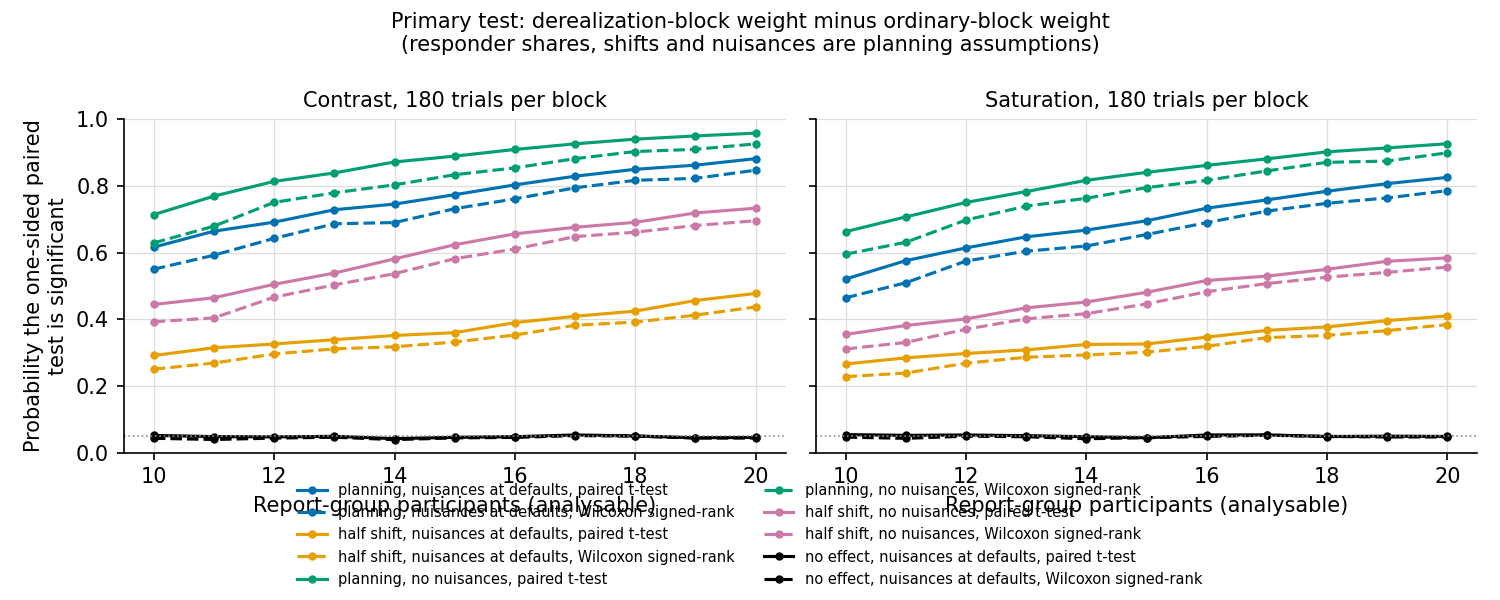 Primary test: derealization-block weight minus ordinary-block weight
(responder shares, shifts and nuisances are planning assumptions)
Contrast, 180 trials per block
Saturation, 180 trials per block
Probability the one-sided paired
test is significant
1.0
0.8
0.6
0.4
0.2
0.0
10 12 14 16 18 20
10 12 14 16 18 20
Report-group participants (analysable)
Report-group participants (analysable)
planning, nuisances at defaults, paired t-test
planning, nuisances at defaults, Wilcoxon signed-rank
half shift, nuisances at defaults, paired t-test
half shift, nuisances at defaults, Wilcoxon signed-rank
planning, no nuisances, paired t-test
planning, no nuisances, Wilcoxon signed-rank
half shift, no nuisances, paired t-test
half shift, no nuisances, Wilcoxon signed-rank
no effect, nuisances at defaults, paired t-test
no effect, nuisances at defaults, Wilcoxon signed-rank